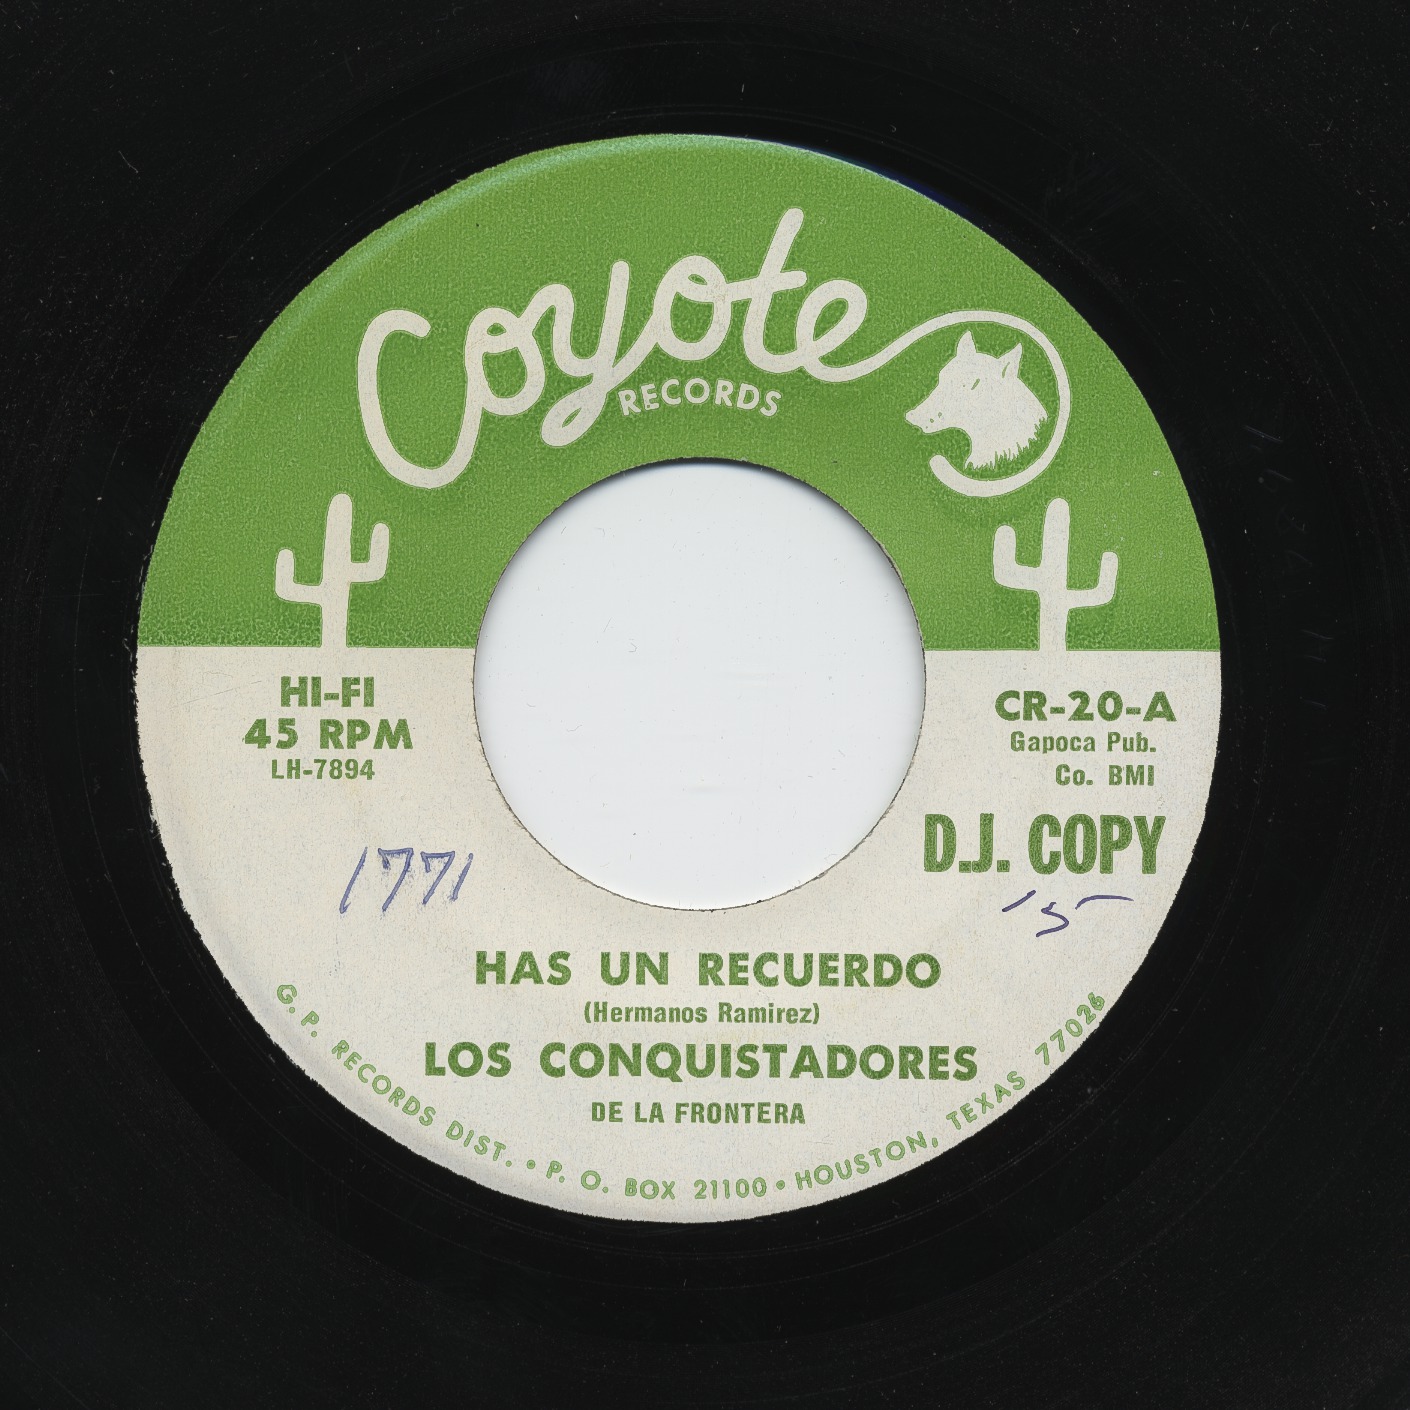 Coyote
RECORDS
HI-FI
45 RPM
LH-7894
CR-20-A
Gapoca Pub.
Co. BMI
D.J. COPY
1771
HAS UN RECUERDO
(Hermanos Ramirez)
LOS CONQUISTADORES
DE LA FRONTERA
G. P. RECORDS DIST. • P. O. BOX 21100 • HOUSTON, TEXAS 77026